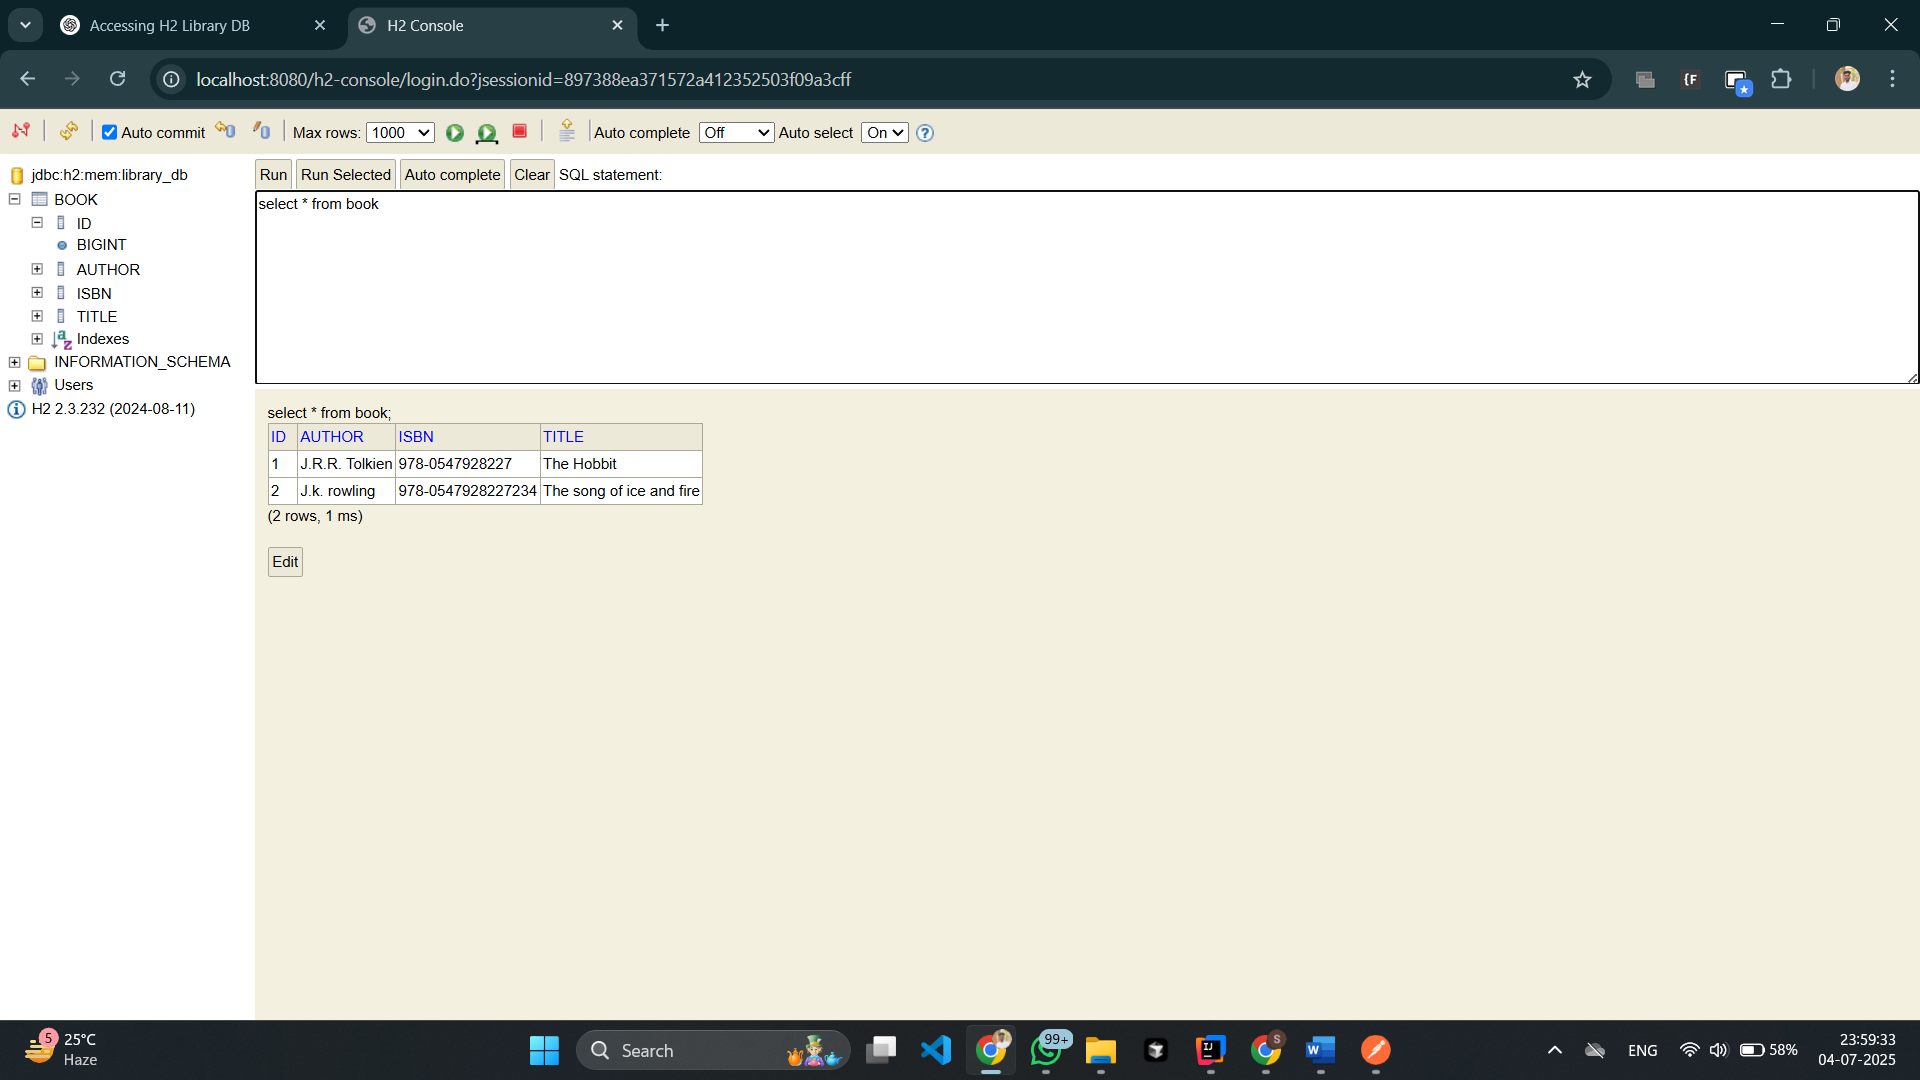 Accessing H2 Library DB
H2 Console
localhost:8080/h2-console/login.do?jsessionid=897388ea371572a412352503f09a3cff
{F
Auto commit
Max rows: 1000
Auto complete Off
Auto select On
jdbc:h2:mem:library_db
BOOK
ID
BIGINT
AUTHOR
ISBN
TITLE
Indexes
INFORMATION_SCHEMA
Users
H2 2.3.232 (2024-08-11)
Run Run Selected Auto complete Clear SQL statement:
select * from book
select * from book;
ID AUTHOR ISBN TITLE
1 J.R.R. Tolkien 978-0547928227 The Hobbit
2 J.k. rowling 978-0547928227234 The song of ice and fire
(2 rows, 1 ms)
Edit
5
25°C
Haze
Search
99+
S
ENG
58%
23:59:33
04-07-2025